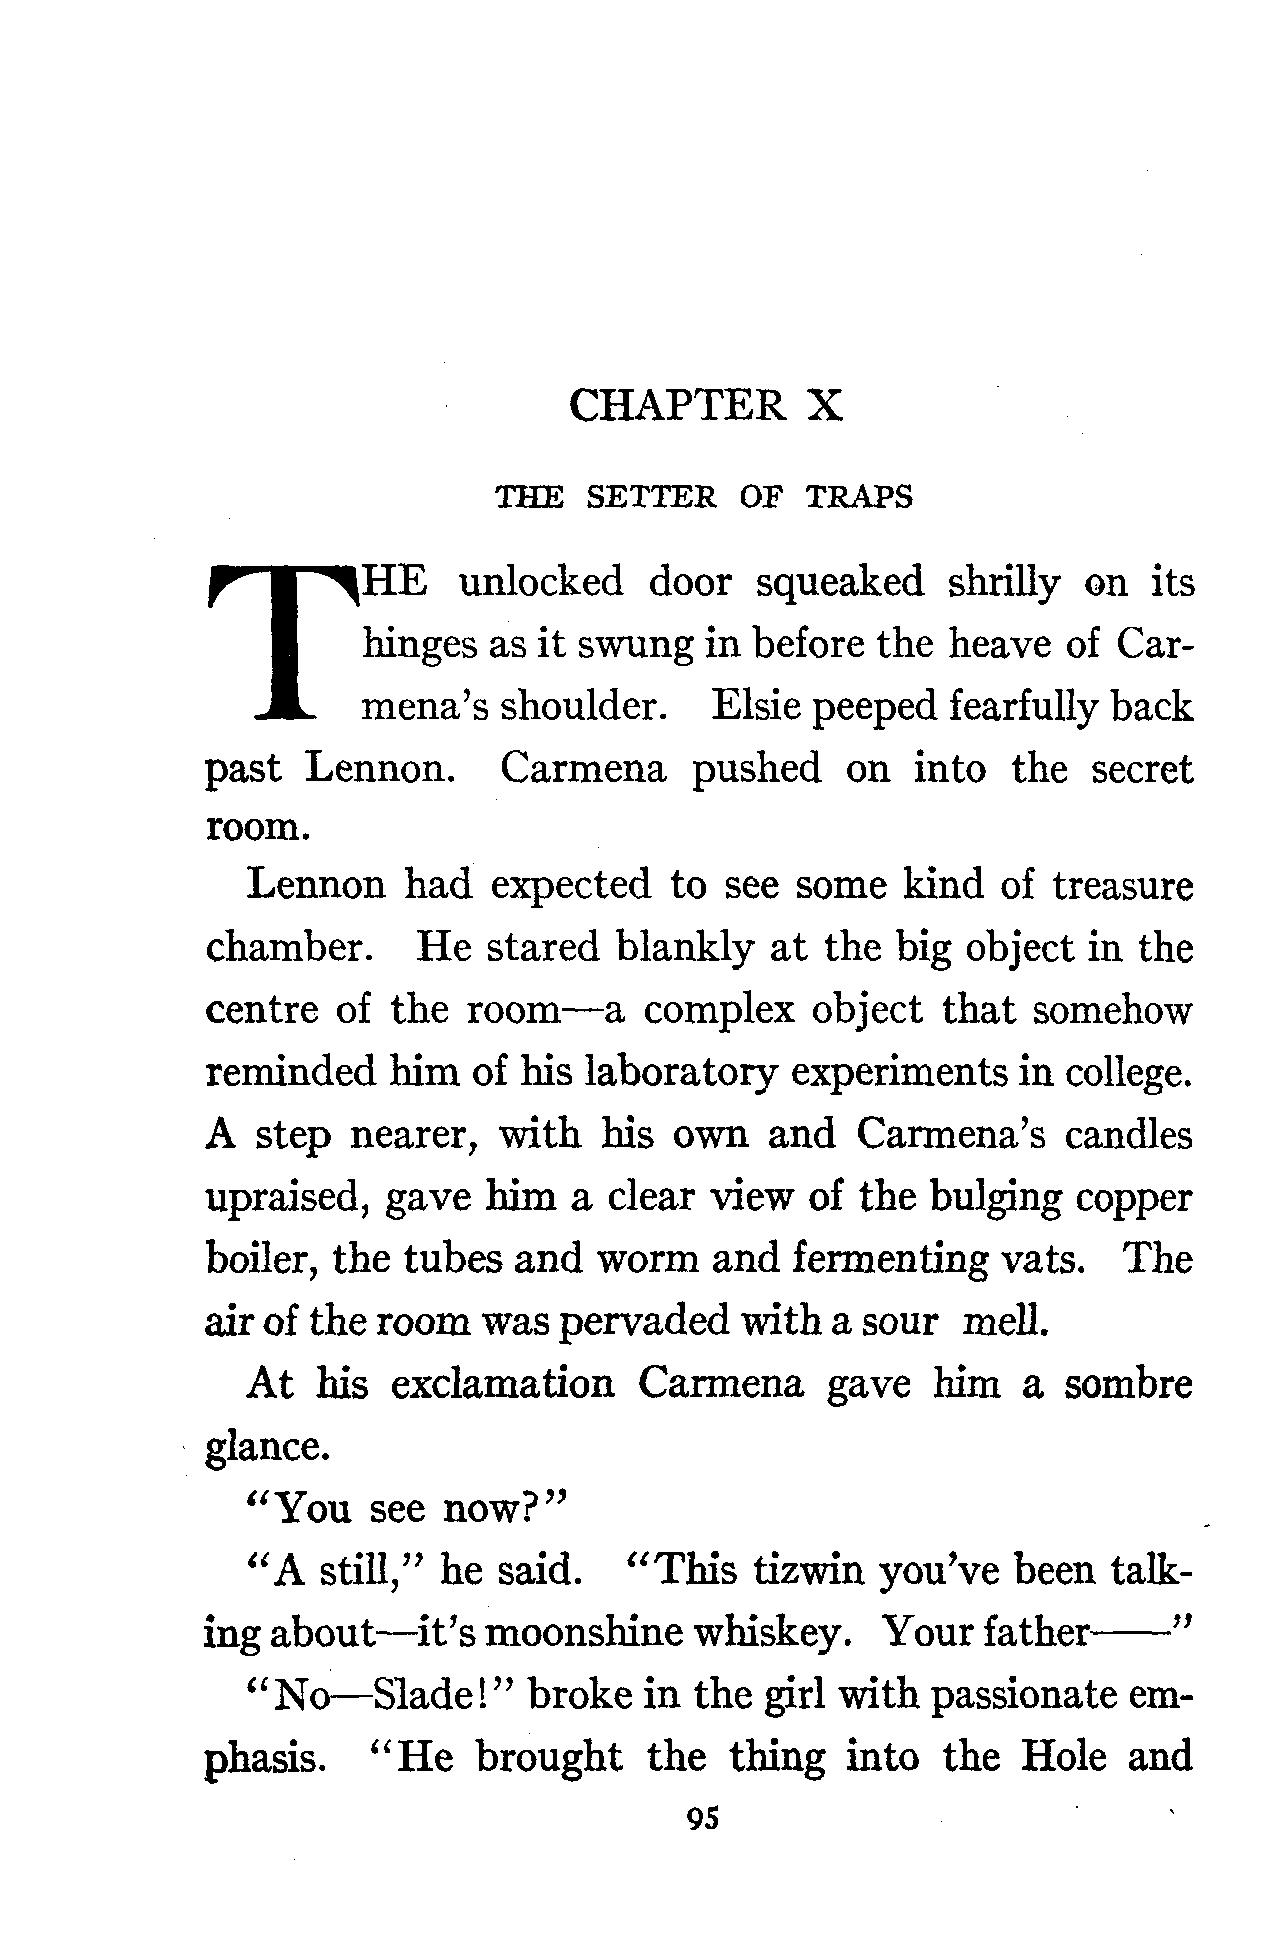 CHAPTER X
THE SETTER OF TRAPS
THE unlocked door squeaked shrilly on its
hinges as it swung in before the heave of Car-
mena's shoulder. Elsie peeped fearfully back
past Lennon. Carmena pushed on into the secret
room.
Lennon had expected to see some kind of treasure
chamber. He stared blankly at the big object in the
centre of the room—a complex object that somehow
reminded him of his laboratory experiments in college.
A step nearer, with his own and Carmena's candles
upraised, gave him a clear view of the bulging copper
boiler, the tubes and worm and fermenting vats. The
air of the room was pervaded with a sour mell.
At his exclamation Carmena gave him a sombre
glance.
"You see now?"
"A still," he said. "This tizwin you've been talk-
ing about—it's moonshine whiskey. Your father——"
"No—Slade!" broke in the girl with passionate em-
phasis. "He brought the thing into the Hole and
95